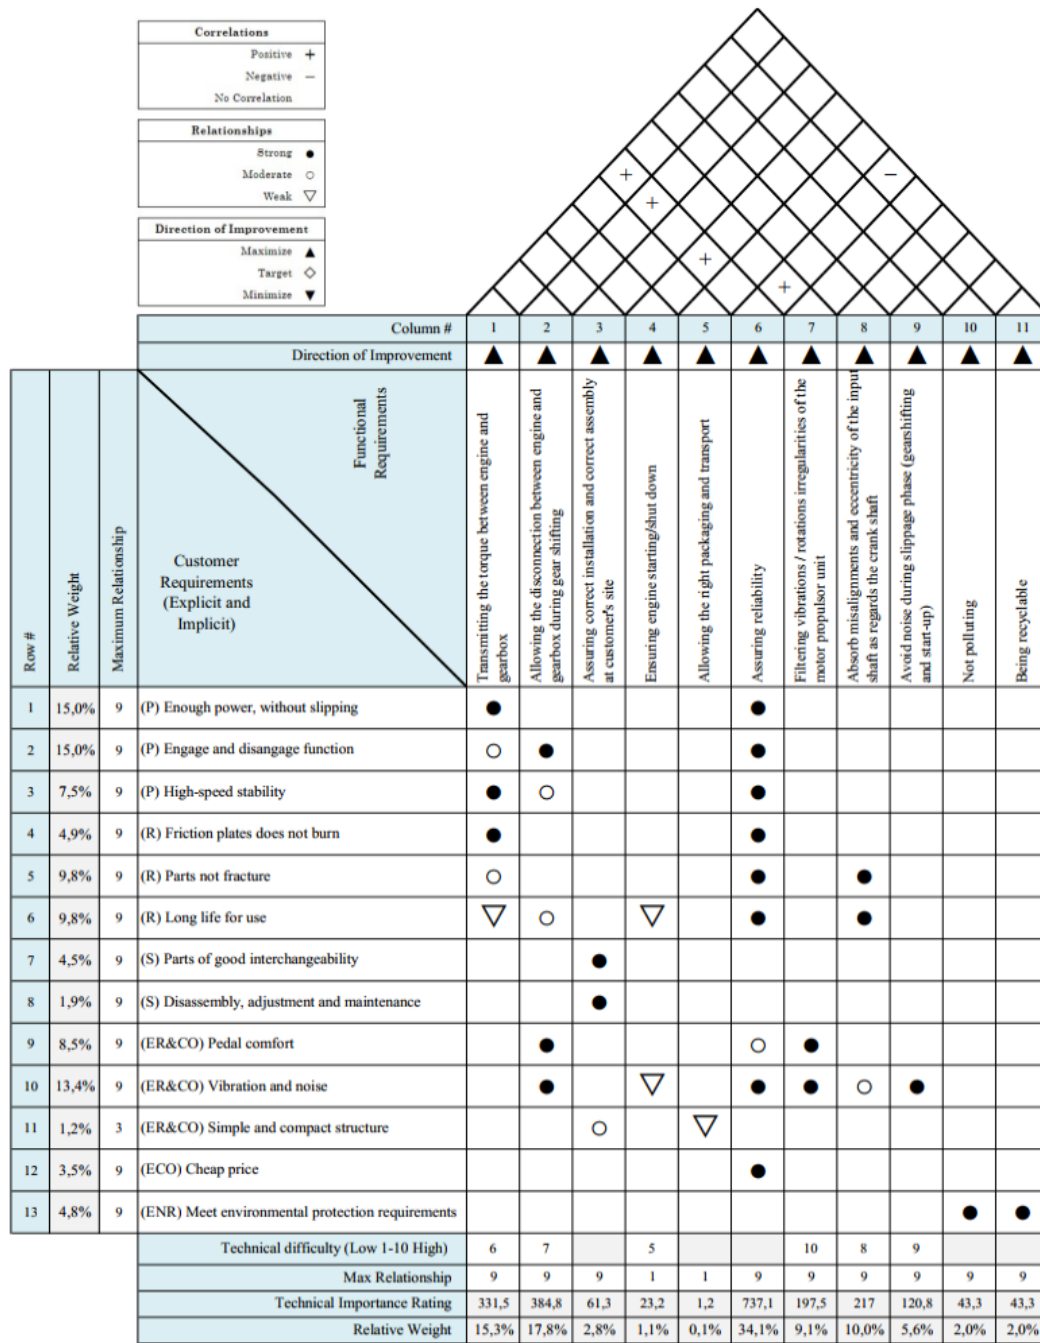 Correlations
Positive +
Negative −
No Correlation
Relationships
Strong ●
Moderate ○
Weak ▽
Direction of Improvement
Maximize ▲
Target ◇
Minimize ▼
+ −
+
+
+
Column # 1 2 3 4 5 6 7 8 9 10 11
Direction of Improvement ▲ ▲ ▲ ▲ ▲ ▲ ▲ ▲ ▲ ▲ ▲
Row #
Relative Weight
Maximum Relationship
Customer
Requirements
(Explicit and
Implicit)
Functional
Requirements
Transmitting the torque between engine and
gearbox
Allowing the disconnection between engine and
gearbox during gear shifting
Assuring correct installation and correct assembly
at customer's site
Ensuring engine starting/shut down
Allowing the right packaging and transport
Assuring reliability
Filtering vibrations / rotations irregularities of the
motor propulsor unit
Absorb misalignments and eccentricity of the input
shaft as regards the crank shaft
Avoid noise during slippage phase (gearshifting
and start-up)
Not polluting
Being recyclable
1 15,0% 9 (P) Enough power, without slipping ● ●
2 15,0% 9 (P) Engage and disangage function ○ ● ●
3 7,5% 9 (P) High-speed stability ● ○ ●
4 4,9% 9 (R) Friction plates does not burn ● ●
5 9,8% 9 (R) Parts not fracture ○ ● ●
6 9,8% 9 (R) Long life for use ▽ ○ ▽ ● ●
7 4,5% 9 (S) Parts of good interchangeability ●
8 1,9% 9 (S) Disassembly, adjustment and maintenance ●
9 8,5% 9 (ER&CO) Pedal comfort ● ○ ●
10 13,4% 9 (ER&CO) Vibration and noise ● ▽ ● ● ○ ●
11 1,2% 3 (ER&CO) Simple and compact structure ○ ▽
12 3,5% 9 (ECO) Cheap price ●
13 4,8% 9 (ENR) Meet environmental protection requirements ● ●
Technical difficulty (Low 1-10 High) 6 7 5 10 8 9
Max Relationship 9 9 9 1 1 9 9 9 9 9 9
Technical Importance Rating 331,5 384,8 61,3 23,2 1,2 737,1 197,5 217 120,8 43,3 43,3
Relative Weight 15,3% 17,8% 2,8% 1,1% 0,1% 34,1% 9,1% 10,0% 5,6% 2,0% 2,0%